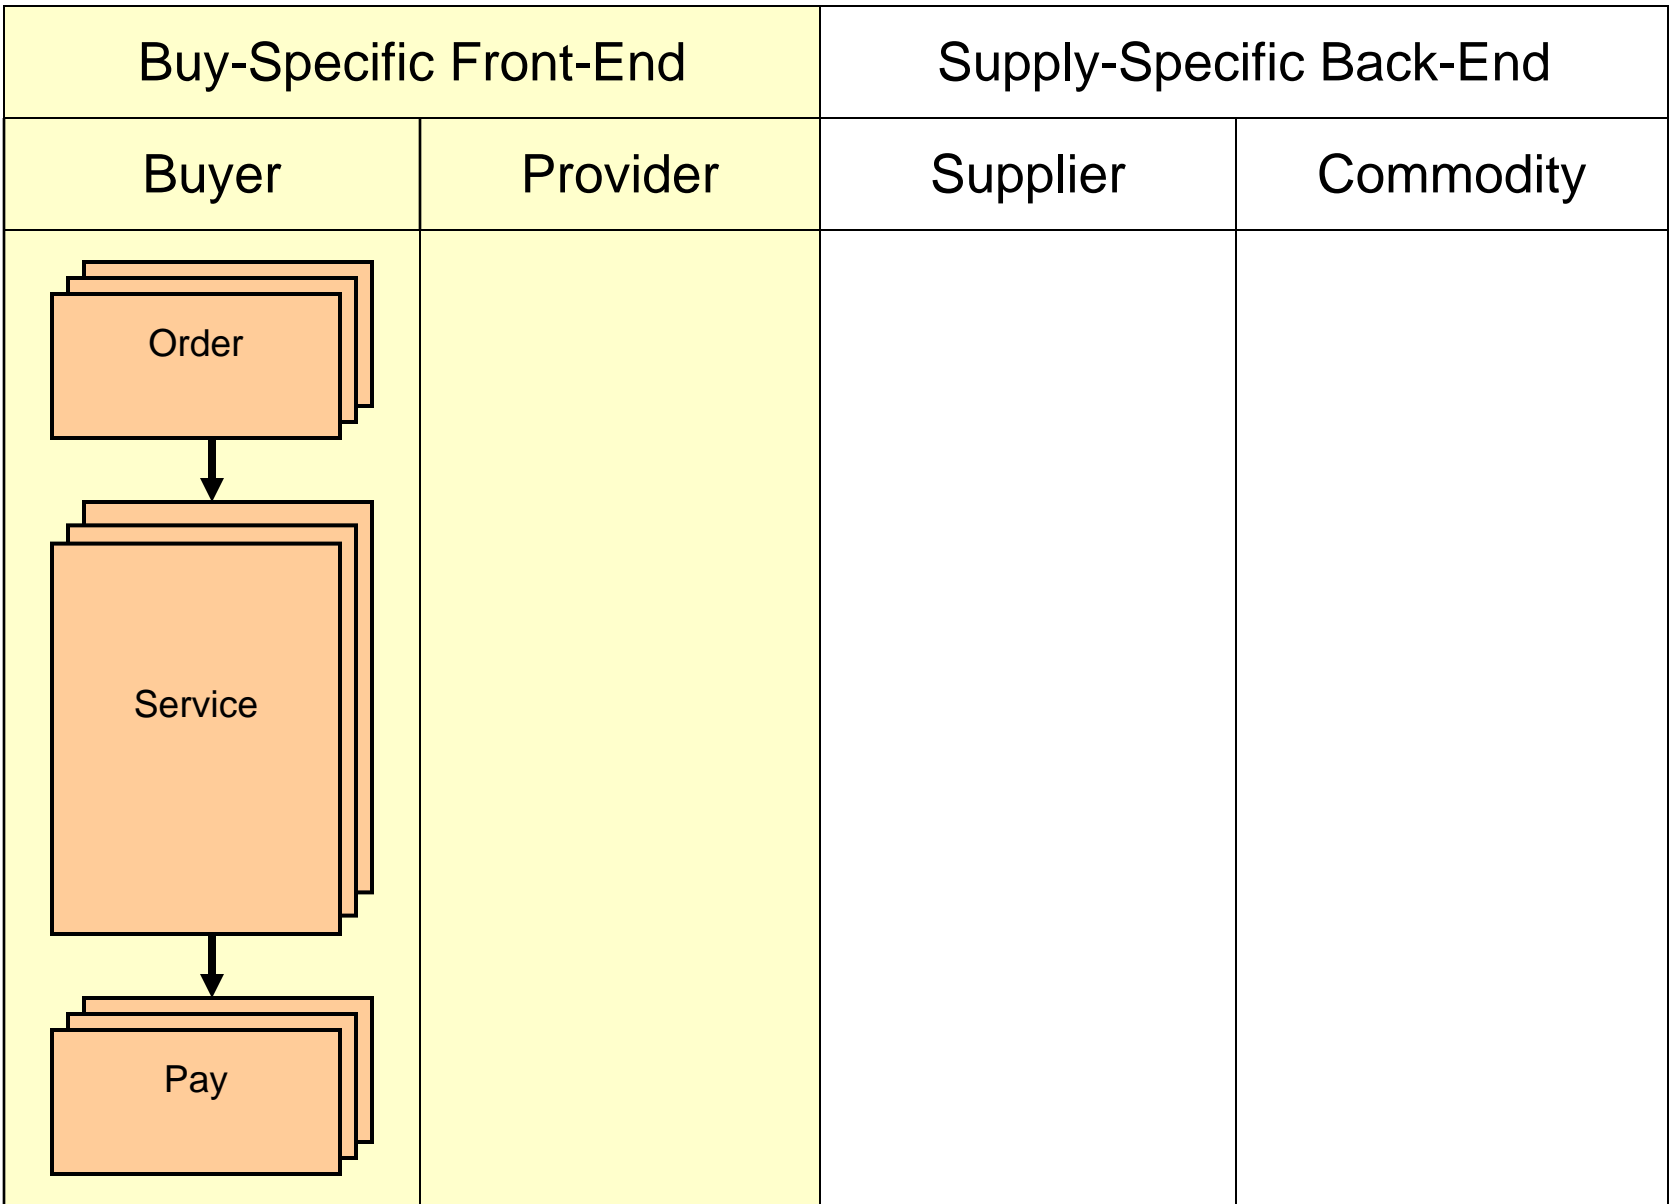 Buy-Specific Front-End
Supply-Specific Back-End
Buyer
Provider
Supplier
Commodity
Order
Service
Pay